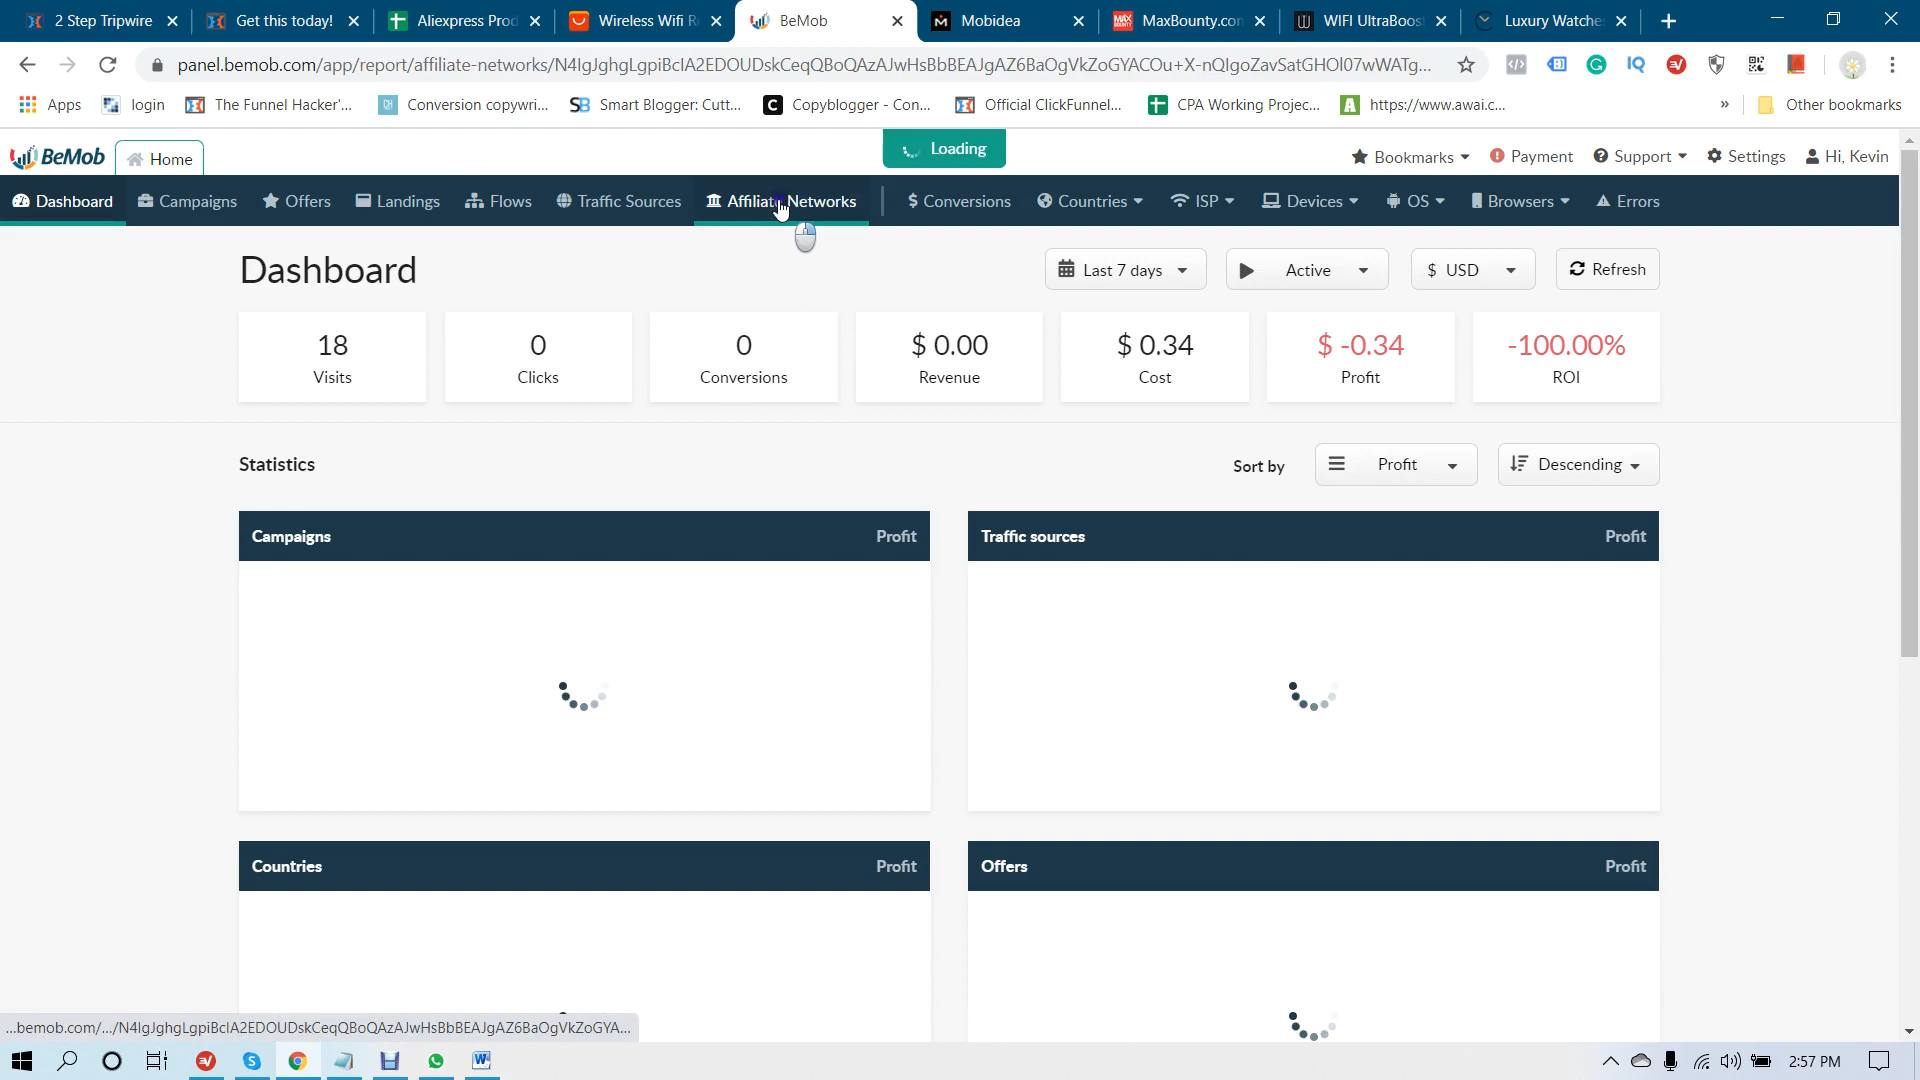 2 Step Tripwire
Get this today!
Aliexpress Prod
Wireless Wifi Re
BeMob
Mobidea
MaxBounty.com
WIFI UltraBoost
Luxury Watches
panel.bemob.com/app/report/affiliate-networks/N4IgJghgLgpiBcIA2EDOUDskCeqQBoQAzAJwHsBbBEAJgAZ6BaOgVkZoGYACOu+X-nQIgoZavSatGHOl07wWATg...
Apps
login
The Funnel Hacker'...
Conversion copywri...
Smart Blogger: Cutt...
Copyblogger - Con...
Official ClickFunnel...
CPA Working Projec...
https://www.awai.c...
»
Other bookmarks
BeMob
Home
Loading
Bookmarks
Payment
Support
Settings
Hi, Kevin
Dashboard
Campaigns
Offers
Landings
Flows
Traffic Sources
Affiliate Networks
$ Conversions
Countries
ISP
Devices
OS
Browsers
Errors
Dashboard
Last 7 days
Active
$ USD
Refresh
18
Visits
0
Clicks
0
Conversions
$ 0.00
Revenue
$ 0.34
Cost
$ -0.34
Profit
-100.00%
ROI
Statistics
Sort by
Profit
Descending
Campaigns
Profit
Traffic sources
Profit
Countries
Profit
Offers
Profit
...bemob.com/.../N4IgJghgLgpiBcIA2EDOUDskCeqQBoQAzAJwHsBbBEAJgAZ6BaOgVkZoGYA...
2:57 PM